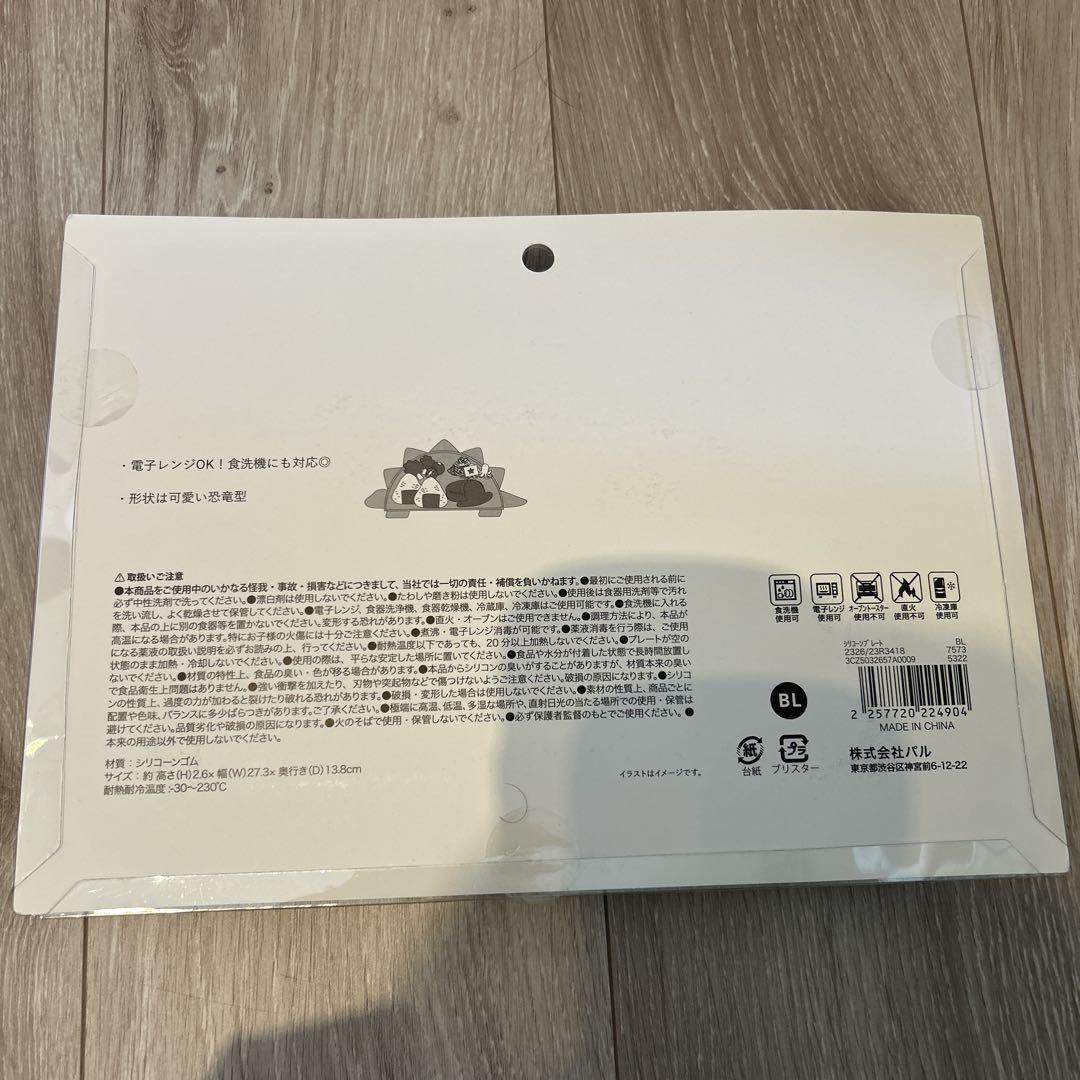 ・電子レンジOK！食洗機にも対応◎
・形状は可愛い恐竜型
⚠取扱いご注意
●本商品をご使用中のいかなる怪我・事故・損害などにつきまして、当社では一切の責任・補償を負いかねます。●最初にご使用される前に
必ず中性洗剤で洗ってください。●漂白剤は使用しないでください。●たわしや磨き粉は使用しないでください。●使用後は食器用洗剤等で汚れ
を洗い流し、よく乾燥させて保管してください。●電子レンジ、食器洗浄機、食器乾燥機、冷蔵庫、冷凍庫はご使用可能です。●食洗機に入れる
際、本品の上に別の食器等を置かないでください。変形する恐れがあります。●直火・オーブンはご使用できません。●調理方法により、本品が
高温になる場合があります。特にお子様の火傷には十分ご注意ください。●煮沸・電子レンジ消毒が可能です。●薬液消毒を行う際は、ご使用
になる薬液の取扱い説明を必ずお読みの上、行ってください。●耐熱温度以下であっても、20分以上加熱しないでください。●プレートが空の
状態のまま加熱・冷却しないでください。●使用の際は、平らな安定した場所に置いてください。●食品や水分が付着した状態で長時間放置し
ないでください。●材質の特性上、食品の臭い・色が移る場合があります。●本品からシリコンの臭いがすることがありますが、材質本来の臭い
で食品衛生上問題はありません。●強い衝撃を加えたり、刃物や突起物などで傷つけないようご注意ください。破損の原因になります。●シリコ
ンの性質上、過度の力が加わると裂けたり破れる恐れがあります。●破損・変形した場合は使用しないでください。●素材の性質上、商品ごとに
配置や色味、バランスに多少ばらつきがあります。ご了承ください。●極端に高温、低温、多湿な場所や、直射日光の当たる場所での使用・保管は
避けてください。品質劣化や破損の原因になります。●火のそばで使用・保管しないでください。●必ず保護者監督のもとでご使用ください。●
本来の用途以外で使用しないでください。
材質：シリコーンゴム
サイズ：約 高さ(H)2.6× 幅(W)27.3× 奥行き(D)13.8cm
耐熱耐冷温度:-30～230℃
イラストはイメージです。
食洗機 使用可
電子レンジ 使用可
オーブントースター 使用不可
直火 使用不可
冷凍庫 使用可
シリコーンプレート BL
2326/23R3418 7573
3CZ5032657A0009 5322
BL
2 257720 224904
MADE IN CHINA
紙 台紙
プラ ブリスター
株式会社パル
東京都渋谷区神宮前6-12-22